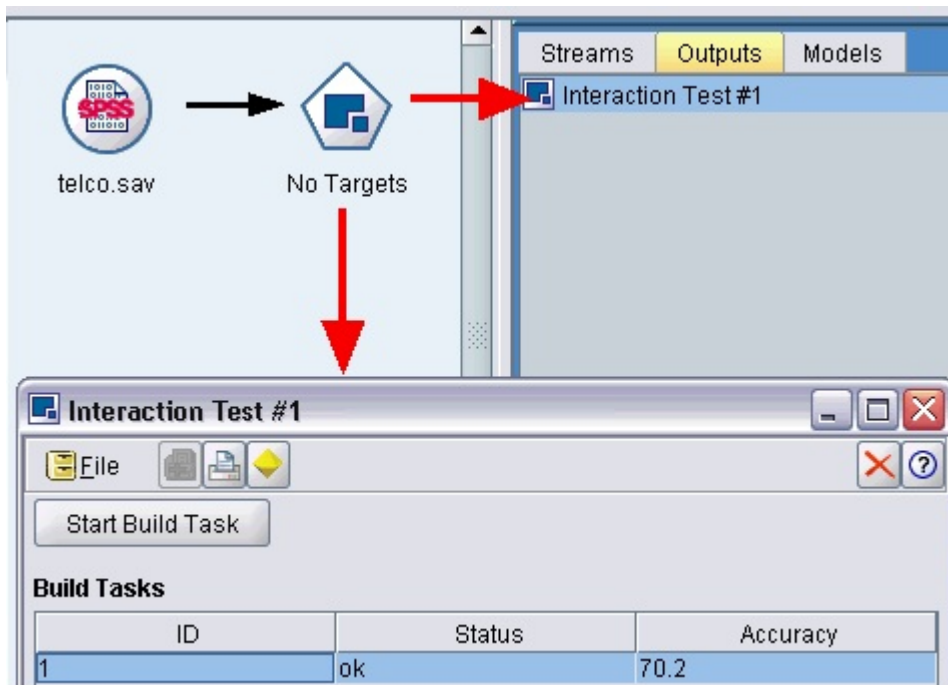 Streams Outputs Models
Interaction Test #1
SPSS
telco.sav
No Targets
Interaction Test #1
File
Start Build Task
Build Tasks
ID Status Accuracy
1 ok 70.2